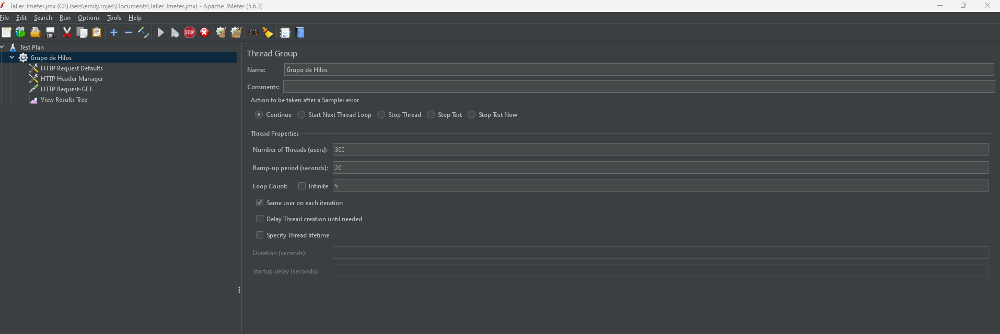 Taller Jmeter.jmx (C:\Users\emily.rojas\Documents\Taller Jmeter.jmx) - Apache JMeter (5.6.3)
File Edit Search Run Options Tools Help
STOP
Test Plan
Grupo de Hilos
HTTP Request Defaults
HTTP Header Manager
HTTP Request-GET
View Results Tree
Thread Group
Name: Grupo de Hilos
Comments:
Action to be taken after a Sampler error
Continue Start Next Thread Loop Stop Thread Stop Test Stop Test Now
Thread Properties
Number of Threads (users): 300
Ramp-up period (seconds): 20
Loop Count: Infinite 5
Same user on each iteration
Delay Thread creation until needed
Specify Thread lifetime
Duration (seconds):
Startup delay (seconds):